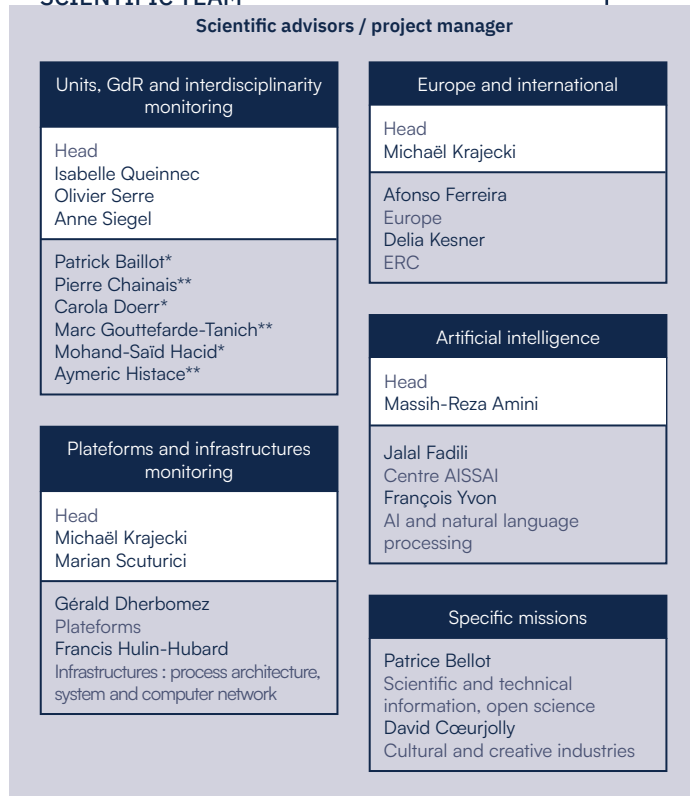 SCIENTIFIC TEAM
Scientific advisors / project manager
Units, GdR and interdisciplinarity
monitoring
Head
Isabelle Queinnec
Olivier Serre
Anne Siegel
Patrick Baillot*
Pierre Chainais**
Carola Doerr*
Marc Gouttefarde-Tanich**
Mohand-Saïd Hacid*
Aymeric Histace**
Plateforms and infrastructures
monitoring
Head
Michaël Krajecki
Marian Scuturici
Gérald Dherbomez
Plateforms
Francis Hulin-Hubard
Infrastructures : process architecture,
system and computer network
Europe and international
Head
Michaël Krajecki
Afonso Ferreira
Europe
Delia Kesner
ERC
Artificial intelligence
Head
Massih-Reza Amini
Jalal Fadili
Centre AISSAI
François Yvon
AI and natural language
processing
Specific missions
Patrice Bellot
Scientific and technical
information, open science
David Cœurjolly
Cultural and creative industries